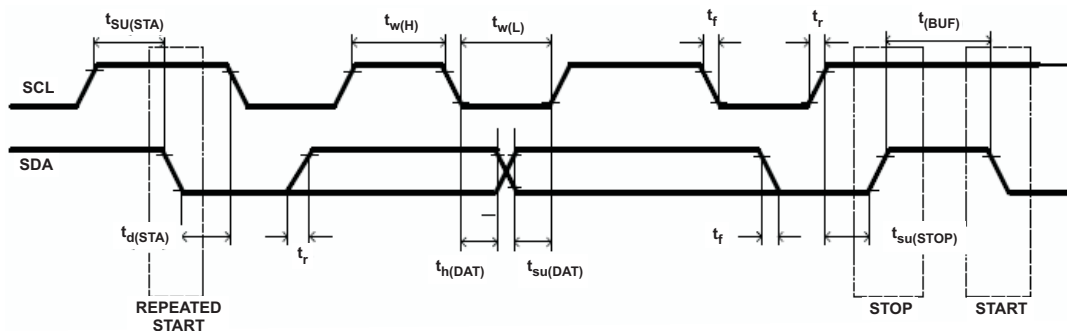 tSU(STA)
tw(H)
tw(L)
tf
tr
t(BUF)
SCL
SDA
td(STA)
tr
th(DAT)
tsu(DAT)
tf
tsu(STOP)
REPEATED
START
STOP
START